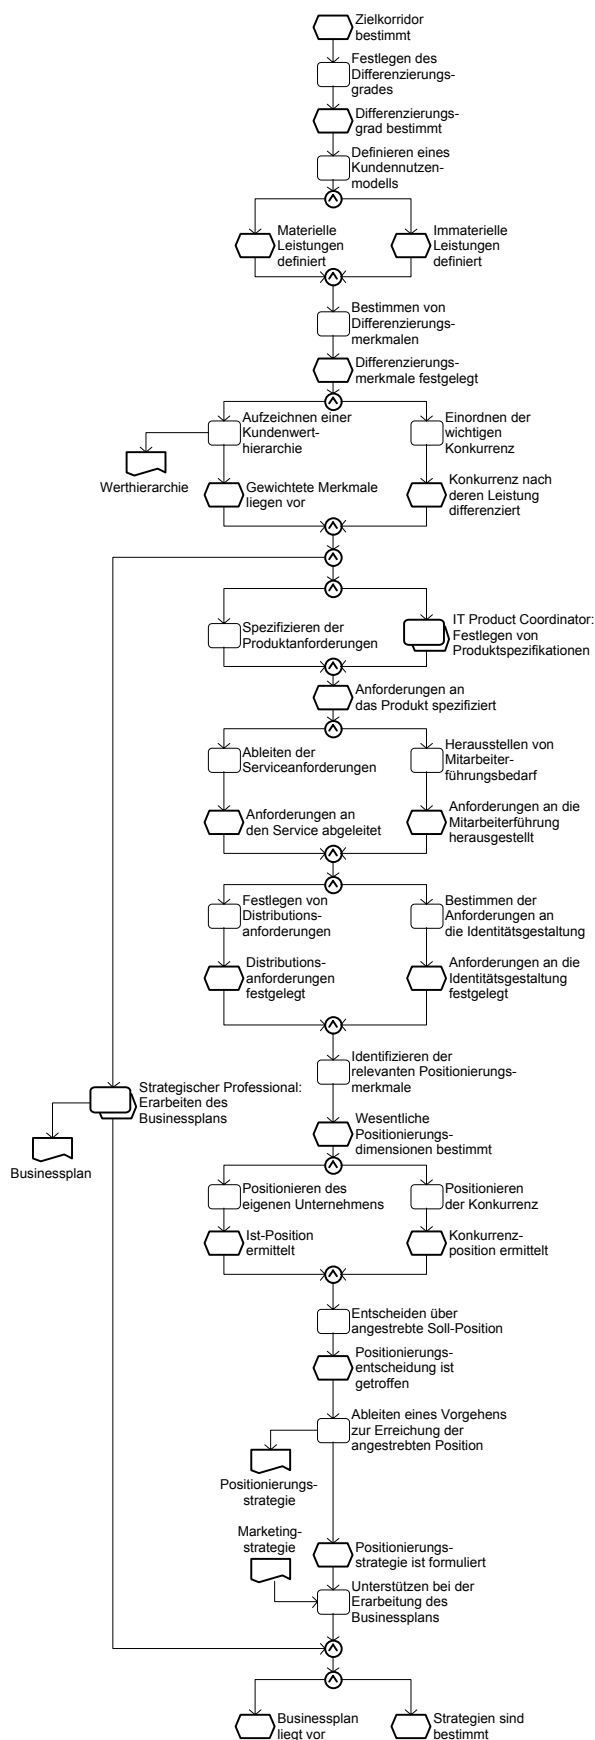 Zielkorridor
bestimmt
Festlegen des
Differenzierungs-
grades
Differenzierungs-
grad bestimmt
Definieren eines
Kundennutzen-
modells
Materielle
Leistungen
definiert
Immaterielle
Leistungen
definiert
Bestimmen von
Differenzierungs-
merkmalen
Differenzierungs-
merkmale festgelegt
Aufzeichnen einer
Kundenwert-
hierarchie
Einordnen der
wichtigen
Konkurrenz
Werthierarchie
Gewichtete Merkmale
liegen vor
Konkurrenz nach
deren Leistung
differenziert
Spezifizieren der
Produktanforderungen
IT Product Coordinator:
Festlegen von
Produktspezifikationen
Anforderungen an
das Produkt spezifiziert
Ableiten der
Serviceanforderungen
Herausstellen von
Mitarbeiter-
führungsbedarf
Anforderungen an
den Service abgeleitet
Anforderungen an die
Mitarbeiterführung
herausgestellt
Festlegen von
Distributions-
anforderungen
Bestimmen der
Anforderungen an
die Identitätsgestaltung
Distributions-
anforderungen
festgelegt
Anforderungen an die
Identitätsgestaltung
festgelegt
Identifizieren der
relevanten Positionierungs-
merkmale
Strategischer Professional:
Erarbeiten des
Businessplans
Businessplan
Wesentliche
Positionierungs-
dimensionen bestimmt
Positionieren des
eigenen Unternehmens
Positionieren
der Konkurrenz
Ist-Position
ermittelt
Konkurrenz-
position ermittelt
Entscheiden über
angestrebte Soll-Position
Positionierungs-
entscheidung ist
getroffen
Ableiten eines Vorgehens
zur Erreichung der
angestrebten Position
Positionierungs-
strategie
Marketing-
strategie
Positionierungs-
strategie ist formuliert
Unterstützen bei der
Erarbeitung des
Businessplans
Businessplan
liegt vor
Strategien sind
bestimmt